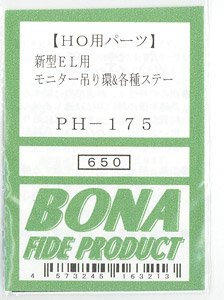 【HO用パーツ】
新型EL用
モニター吊り環&各種ステー
PH-175
650
BONA
FIDE PRODUCT
4 573245 163213